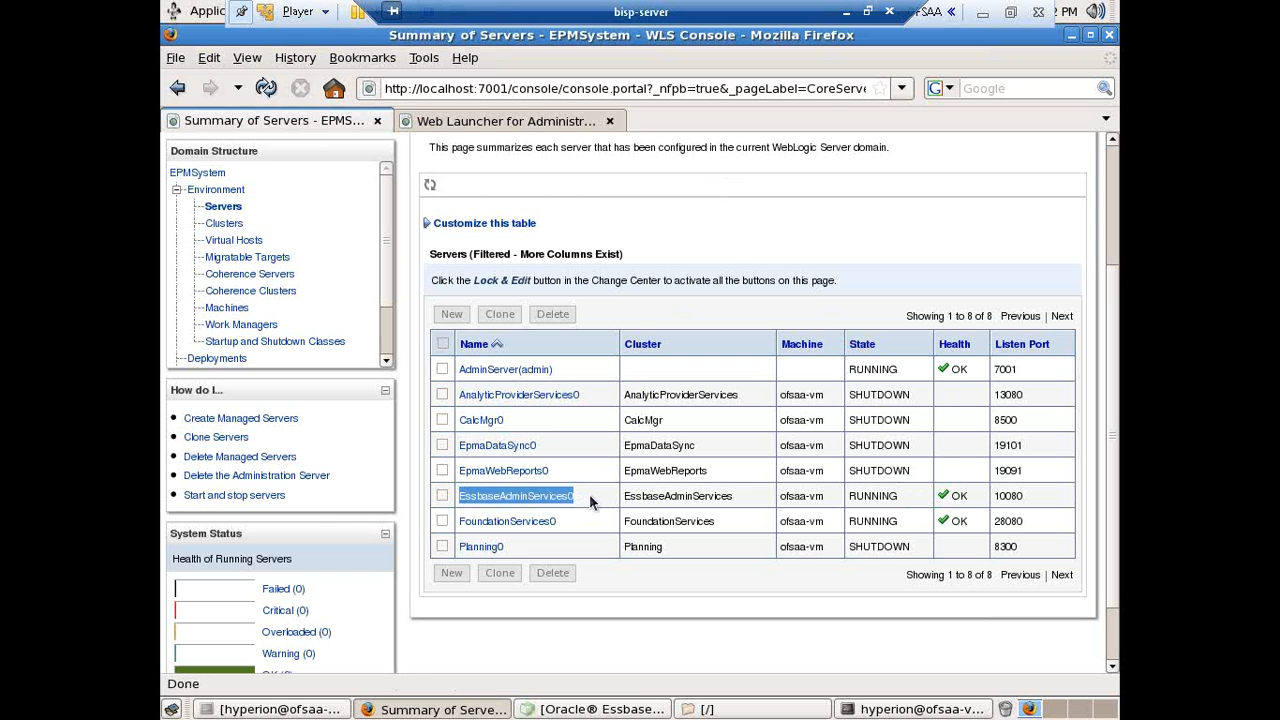 Applic
Player
bisp-server
OFSAA
2 PM
Summary of Servers - EPMSystem - WLS Console - Mozilla Firefox
File Edit View History Bookmarks Tools Help
http://localhost:7001/console/console.portal?_nfpb=true&_pageLabel=CoreServe
Google
Summary of Servers - EPMS...
Web Launcher for Administr...
Domain Structure
EPMSystem
Environment
Servers
Clusters
Virtual Hosts
Migratable Targets
Coherence Servers
Coherence Clusters
Machines
Work Managers
Startup and Shutdown Classes
Deployments
How do I...
Create Managed Servers
Clone Servers
Delete Managed Servers
Delete the Administration Server
Start and stop servers
System Status
Health of Running Servers
Failed (0)
Critical (0)
Overloaded (0)
Warning (0)
This page summarizes each server that has been configured in the current WebLogic Server domain.
Customize this table
Servers (Filtered - More Columns Exist)
Click the Lock & Edit button in the Change Center to activate all the buttons on this page.
New Clone Delete Showing 1 to 8 of 8 Previous | Next
Name Cluster Machine State Health Listen Port
AdminServer(admin) RUNNING OK 7001
AnalyticProviderServices0 AnalyticProviderServices ofsaa-vm SHUTDOWN 13080
CalcMgr0 CalcMgr ofsaa-vm SHUTDOWN 8500
EpmaDataSync0 EpmaDataSync ofsaa-vm SHUTDOWN 19101
EpmaWebReports0 EpmaWebReports ofsaa-vm SHUTDOWN 19091
EssbaseAdminServices0 EssbaseAdminServices ofsaa-vm RUNNING OK 10080
FoundationServices0 FoundationServices ofsaa-vm RUNNING OK 28080
Planning0 Planning ofsaa-vm SHUTDOWN 8300
New Clone Delete Showing 1 to 8 of 8 Previous | Next
Done
[hyperion@ofsaa-...
Summary of Serve...
[Oracle® Essbase...
[/]
hyperion@ofsaa-v...